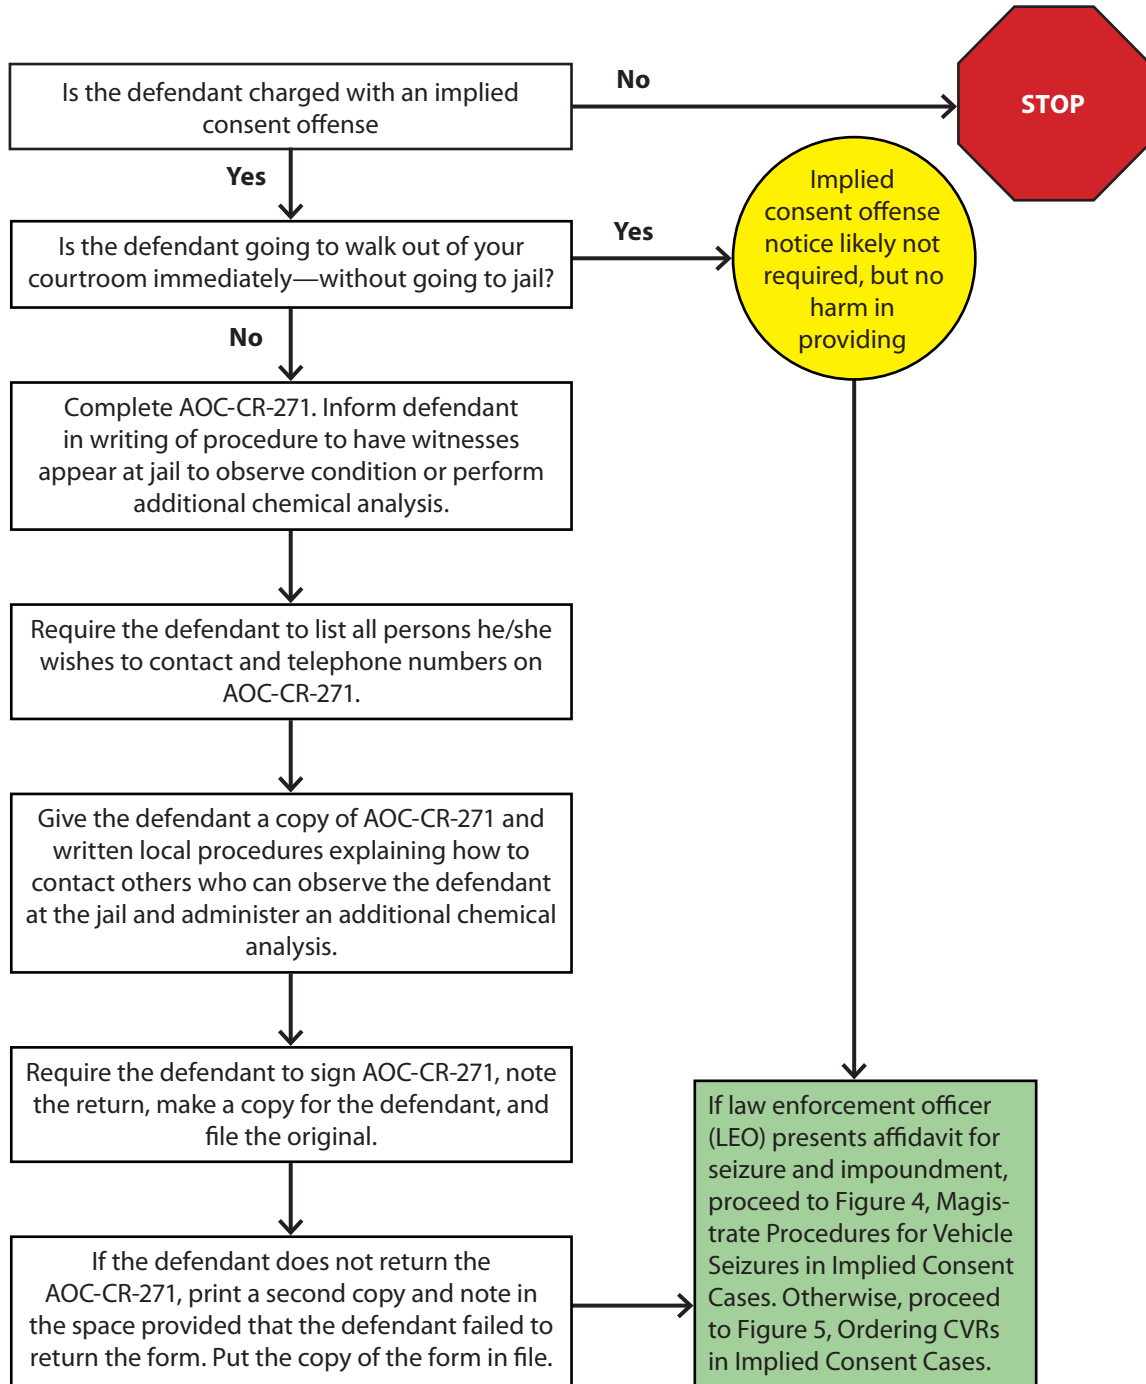 Is the defendant charged with an implied
consent offense
No
STOP
Yes
Is the defendant going to walk out of your
courtroom immediately—without going to jail?
Yes
Implied
consent offense
notice likely not
required, but no
harm in
providing
No
Complete AOC-CR-271. Inform defendant
in writing of procedure to have witnesses
appear at jail to observe condition or perform
additional chemical analysis.
Require the defendant to list all persons he/she
wishes to contact and telephone numbers on
AOC-CR-271.
Give the defendant a copy of AOC-CR-271 and
written local procedures explaining how to
contact others who can observe the defendant
at the jail and administer an additional chemical
analysis.
Require the defendant to sign AOC-CR-271, note
the return, make a copy for the defendant, and
file the original.
If the defendant does not return the
AOC-CR-271, print a second copy and note in
the space provided that the defendant failed to
return the form. Put the copy of the form in file.
If law enforcement officer
(LEO) presents affidavit for
seizure and impoundment,
proceed to Figure 4, Magis-
trate Procedures for Vehicle
Seizures in Implied Consent
Cases. Otherwise, proceed
to Figure 5, Ordering CVRs
in Implied Consent Cases.